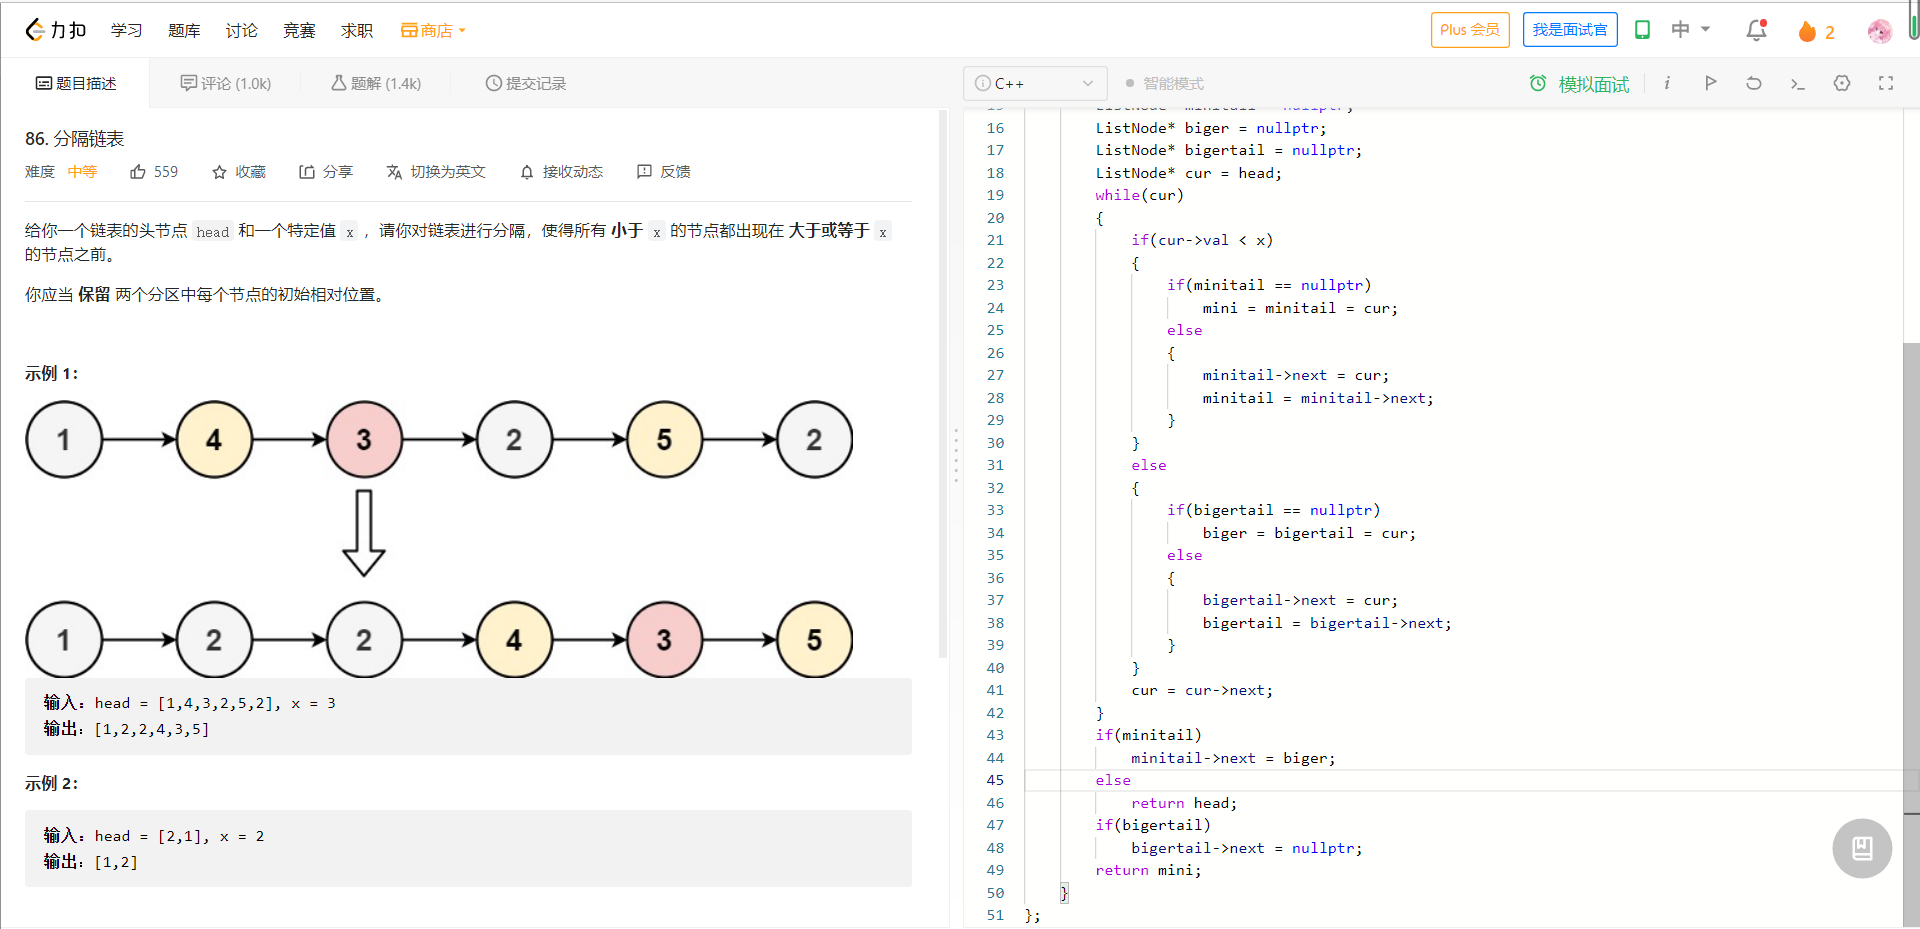 力扣 学习 题库 讨论 竞赛 求职 商店 Plus 会员 我是面试官 中 2
题目描述 评论 (1.0k) 题解 (1.4k) 提交记录
86. 分隔链表
难度 中等 559 收藏 分享 切换为英文 接收动态 反馈
给你一个链表的头节点 head 和一个特定值 x ，请你对链表进行分隔，使得所有 小于 x 的节点都出现在 大于或等于 x
的节点之前。
你应当 保留 两个分区中每个节点的初始相对位置。
示例 1：
1 4 3 2 5 2
1 2 2 4 3 5
输入：head = [1,4,3,2,5,2], x = 3
输出：[1,2,2,4,3,5]
示例 2：
输入：head = [2,1], x = 2
输出：[1,2]
C++ 智能模式 模拟面试 i
15 ListNode* minitail = nullptr;
16 ListNode* biger = nullptr;
17 ListNode* bigertail = nullptr;
18 ListNode* cur = head;
19 while(cur)
20 {
21 if(cur->val < x)
22 {
23 if(minitail == nullptr)
24 mini = minitail = cur;
25 else
26 {
27 minitail->next = cur;
28 minitail = minitail->next;
29 }
30 }
31 else
32 {
33 if(bigertail == nullptr)
34 biger = bigertail = cur;
35 else
36 {
37 bigertail->next = cur;
38 bigertail = bigertail->next;
39 }
40 }
41 cur = cur->next;
42 }
43 if(minitail)
44 minitail->next = biger;
45 else
46 return head;
47 if(bigertail)
48 bigertail->next = nullptr;
49 return mini;
50 }
51 };